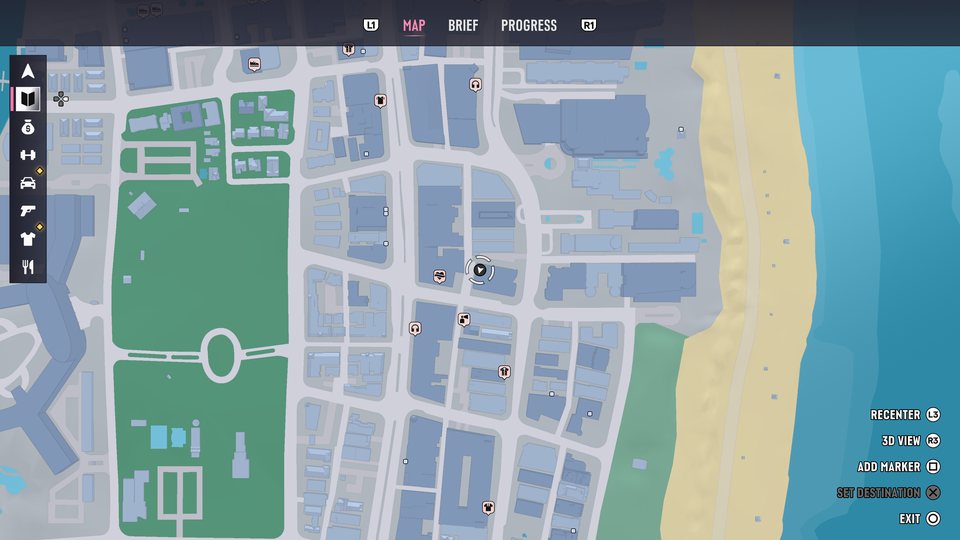 L1 MAP BRIEF PROGRESS R1
RECENTER L3
3D VIEW R3
ADD MARKER
SET DESTINATION
EXIT